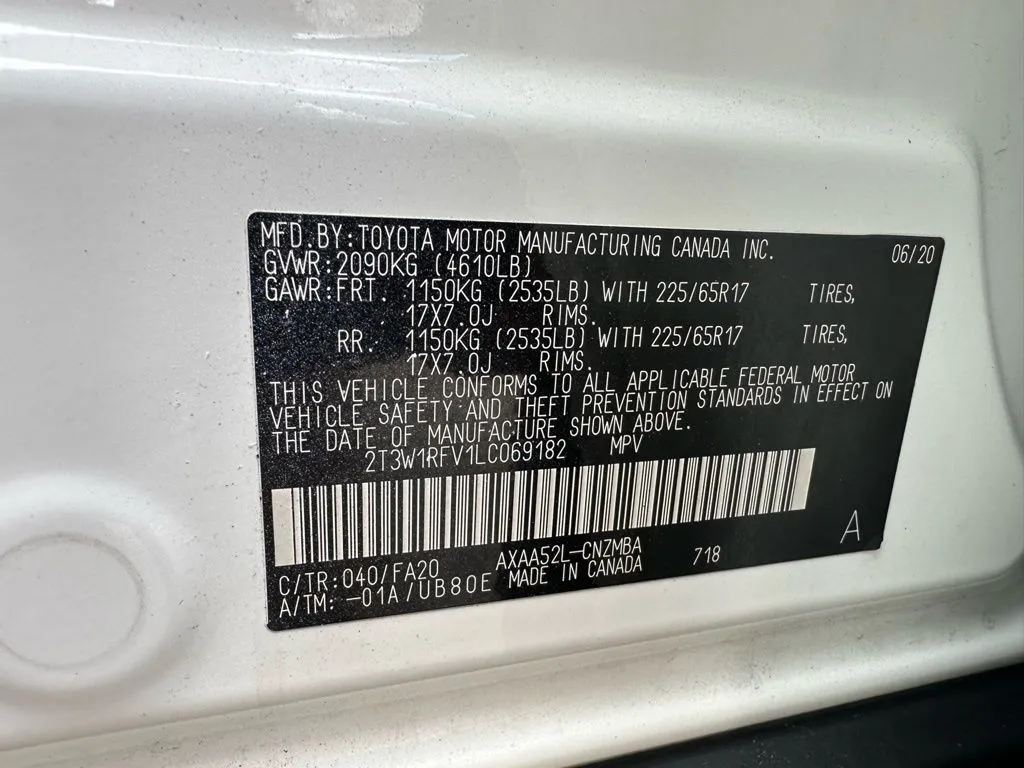 MFD.BY:TOYOTA MOTOR MANUFACTURING CANADA INC. 06/20
GVWR:2090KG (4610LB)
GAWR:FRT. 1150KG (2535LB) WITH 225/65R17 TIRES,
17X7.0J RIMS.
RR. 1150KG (2535LB) WITH 225/65R17 TIRES,
17X7.0J RIMS.
THIS VEHICLE CONFORMS TO ALL APPLICABLE FEDERAL MOTOR
VEHICLE SAFETY AND THEFT PREVENTION STANDARDS IN EFFECT ON
THE DATE OF MANUFACTURE SHOWN ABOVE.
2T3W1RFV1LC069182 MPV
A
C/TR:040/FA20 AXAA52L-CNZMBA 718
A/TM:-01A/UB80E MADE IN CANADA